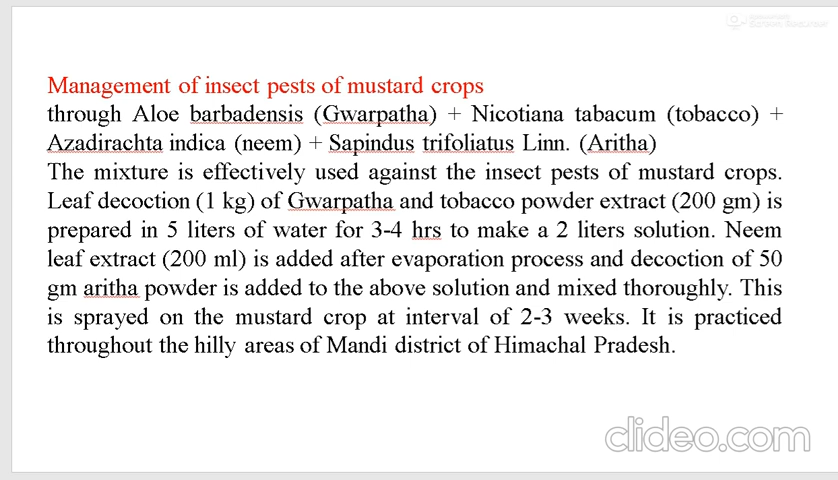 Management of insect pests of mustard crops
through Aloe barbadensis (Gwarpatha) + Nicotiana tabacum (tobacco) +
Azadirachta indica (neem) + Sapindus trifoliatus Linn. (Aritha)
The mixture is effectively used against the insect pests of mustard crops.
Leaf decoction (1 kg) of Gwarpatha and tobacco powder extract (200 gm) is
prepared in 5 liters of water for 3-4 hrs to make a 2 liters solution. Neem
leaf extract (200 ml) is added after evaporation process and decoction of 50
gm aritha powder is added to the above solution and mixed thoroughly. This
is sprayed on the mustard crop at interval of 2-3 weeks. It is practiced
throughout the hilly areas of Mandi district of Himachal Pradesh.
clideo.com